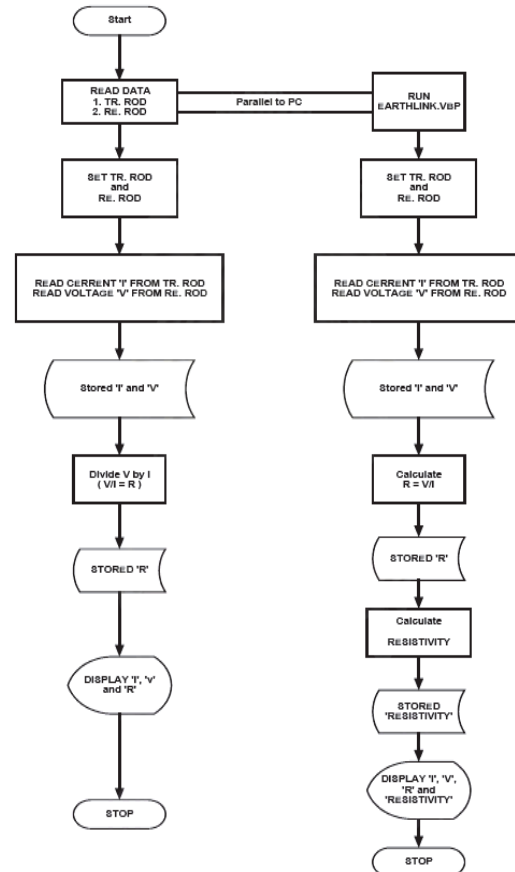 Start
READ DATA
1. TR. ROD
2. RE. ROD
Parallel to PC
RUN
EARTHLINK.VBP
SET TR. ROD
and
RE. ROD
SET TR. ROD
and
RE. ROD
READ CERRENT 'I' FROM TR. ROD
READ VOLTAGE 'V' FROM RE. ROD
READ CERRENT 'I' FROM TR. ROD
READ VOLTAGE 'V' FROM RE. ROD
Stored 'I' and 'V'
Stored 'I' and 'V'
Divide V by I
( V/I = R )
Calculate
R = V/I
STORED 'R'
STORED 'R'
Calculate
RESISTIVITY
DISPLAY 'I', 'v'
and 'R'
STORED
'RESISTIVITY'
DISPLAY 'I', 'V',
'R' and
'RESISTIVITY'
STOP
STOP